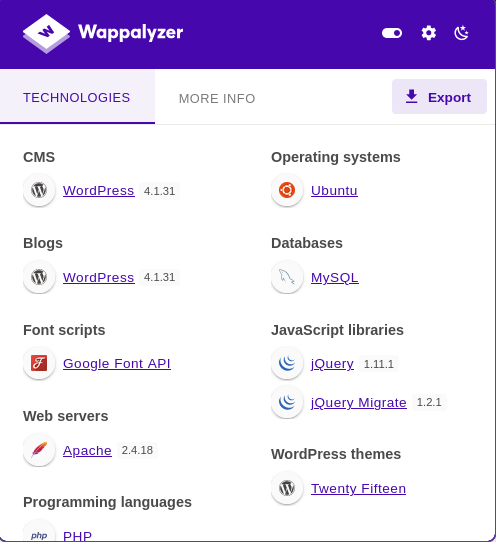 Wappalyzer
TECHNOLOGIES
MORE INFO
Export
CMS
WordPress 4.1.31
Blogs
WordPress 4.1.31
Font scripts
Google Font API
Web servers
Apache 2.4.18
Programming languages
php PHP
Operating systems
Ubuntu
Databases
MySQL
JavaScript libraries
jQuery 1.11.1
jQuery Migrate 1.2.1
WordPress themes
Twenty Fifteen